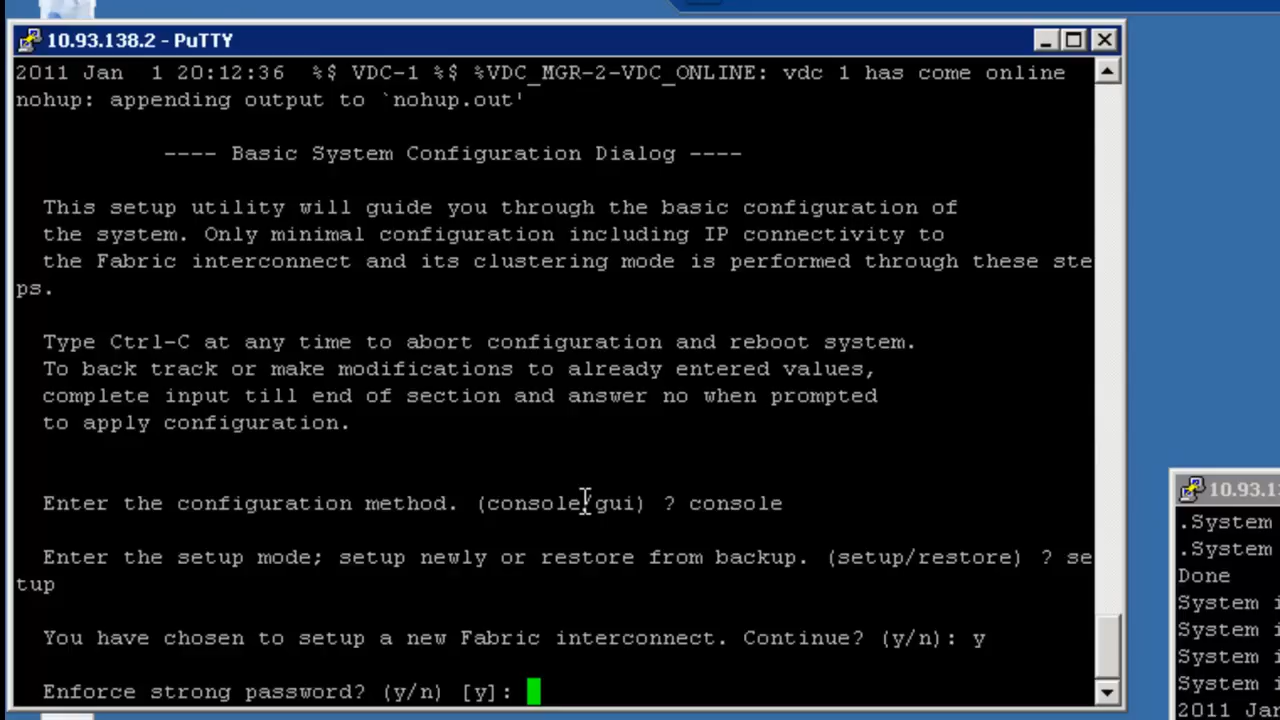 10.93.138.2 - PuTTY
2011 Jan  1 20:12:36  %$ VDC-1 %$ %VDC_MGR-2-VDC_ONLINE: vdc 1 has come online
nohup: appending output to `nohup.out'
---- Basic System Configuration Dialog ----
This setup utility will guide you through the basic configuration of
the system. Only minimal configuration including IP connectivity to
the Fabric interconnect and its clustering mode is performed through these ste
ps.
Type Ctrl-C at any time to abort configuration and reboot system.
To back track or make modifications to already entered values,
complete input till end of section and answer no when prompted
to apply configuration.
Enter the configuration method. (console/gui) ? console
Enter the setup mode; setup newly or restore from backup. (setup/restore) ? se
tup
You have chosen to setup a new Fabric interconnect. Continue? (y/n): y
Enforce strong password? (y/n) [y]:
10.93.1
.System
.System
Done
System i
System i
System i
System i
2011 Jan